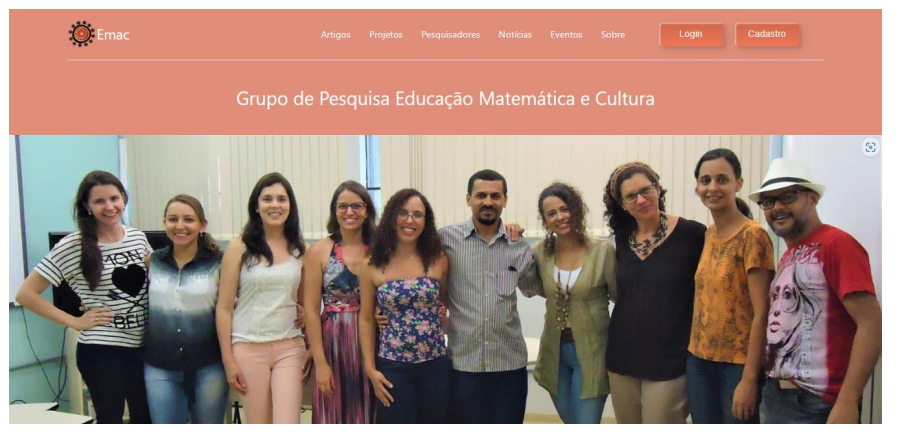 Emac
Artigos Projetos Pesquisadores Notícias Eventos Sobre Login Cadastro
Grupo de Pesquisa Educação Matemática e Cultura